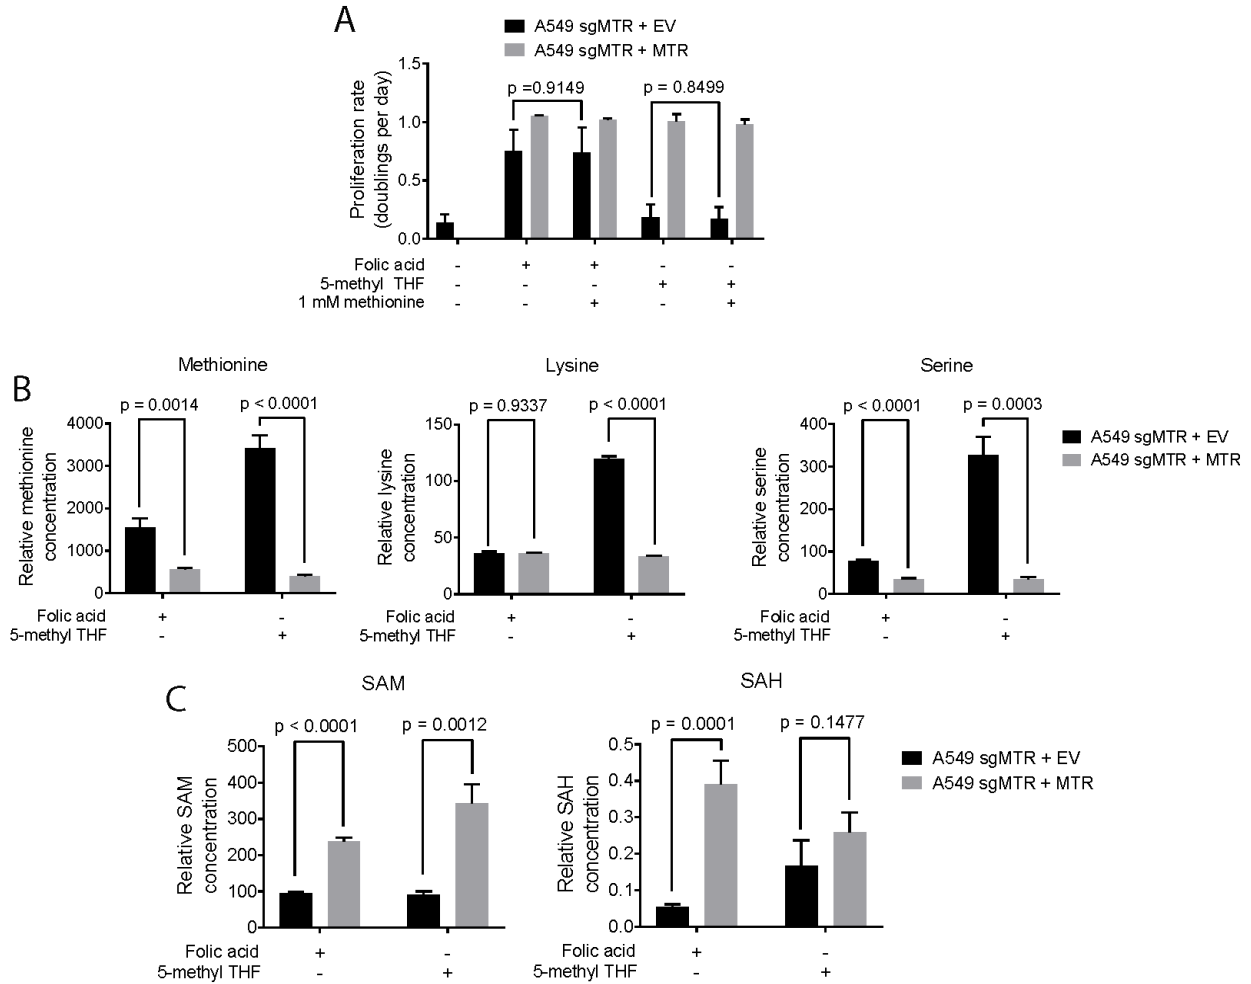 A
A549 sgMTR + EV
A549 sgMTR + MTR
Proliferation rate
(doublings per day)
1.5
1.0
0.5
0.0
p =0.9149
p = 0.8499
Folic acid - + + - -
5-methyl THF - - - + +
1 mM methionine - - + - +
B
Methionine
Relative methionine
concentration
4000
3000
2000
1000
0
p = 0.0014
p < 0.0001
Folic acid + -
5-methyl THF - +
Lysine
Relative lysine
concentration
150
100
50
0
p = 0.9337
p < 0.0001
Folic acid + -
5-methyl THF - +
Serine
Relative serine
concentration
400
300
200
100
0
p < 0.0001
p = 0.0003
Folic acid + -
5-methyl THF - +
A549 sgMTR + EV
A549 sgMTR + MTR
C
SAM
Relative SAM
concentration
500
400
300
200
100
0
p < 0.0001
p = 0.0012
Folic acid + -
5-methyl THF - +
SAH
Relative SAH
concentration
0.5
0.4
0.3
0.2
0.1
0.0
p = 0.0001
p = 0.1477
Folic acid + -
5-methyl THF - +
A549 sgMTR + EV
A549 sgMTR + MTR